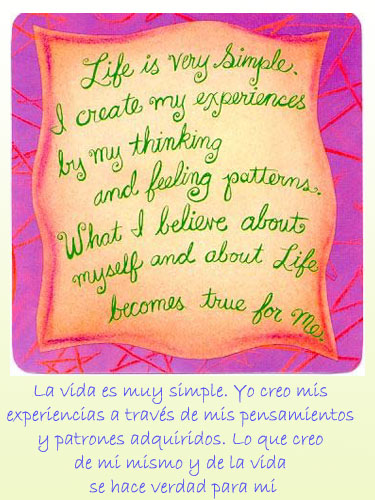 Life is very Simple.
I create my experiences
by my thinking
and feeling patterns.
What I believe about
myself and about Life
becomes true for Me!
La vida es muy simple. Yo creo mis
experiencias a través de mis pensamientos
y patrones adquiridos. Lo que creo
de mi mismo y de la vida
se hace verdad para mi